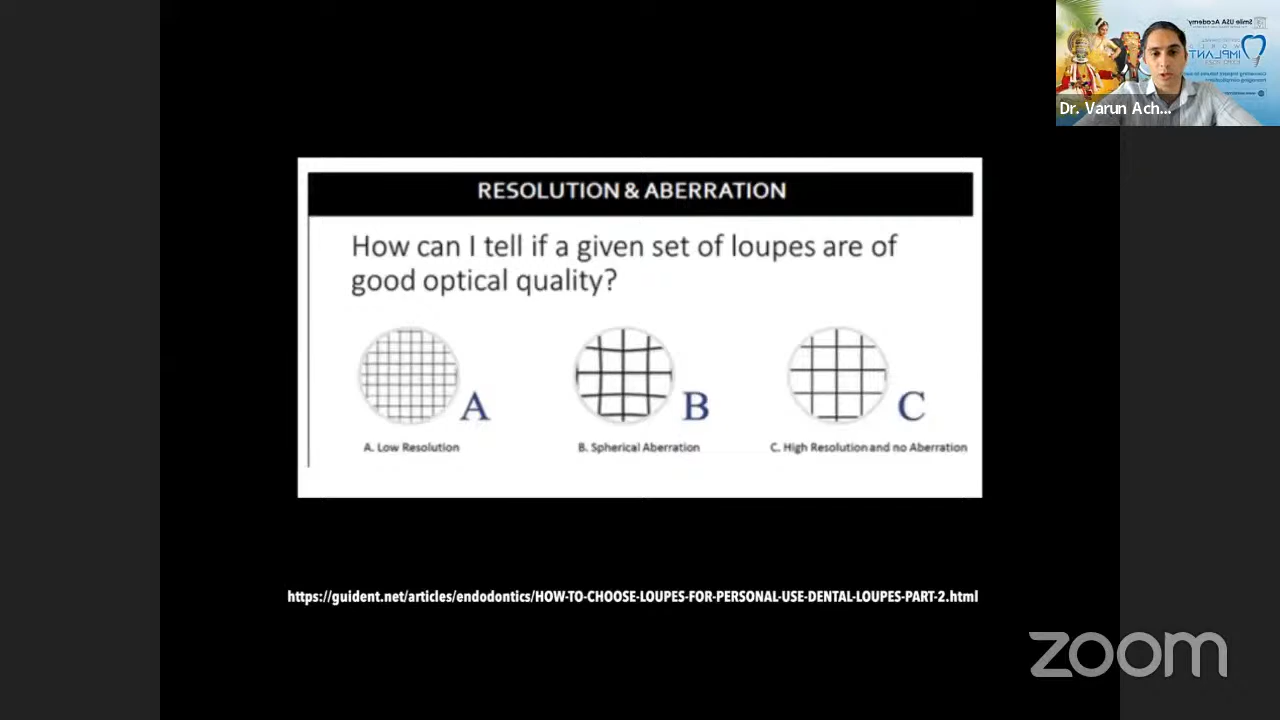 Smile USA Academy
IMPLANT
Dr. Varun Ach...
RESOLUTION & ABERRATION
How can I tell if a given set of loupes are of
good optical quality?
A
B
C
A. Low Resolution
B. Spherical Aberration
C. High Resolution and no Aberration
https://guident.net/articles/endodontics/HOW-TO-CHOOSE-LOUPES-FOR-PERSONAL-USE-DENTAL-LOUPES-PART-2.html
zoom